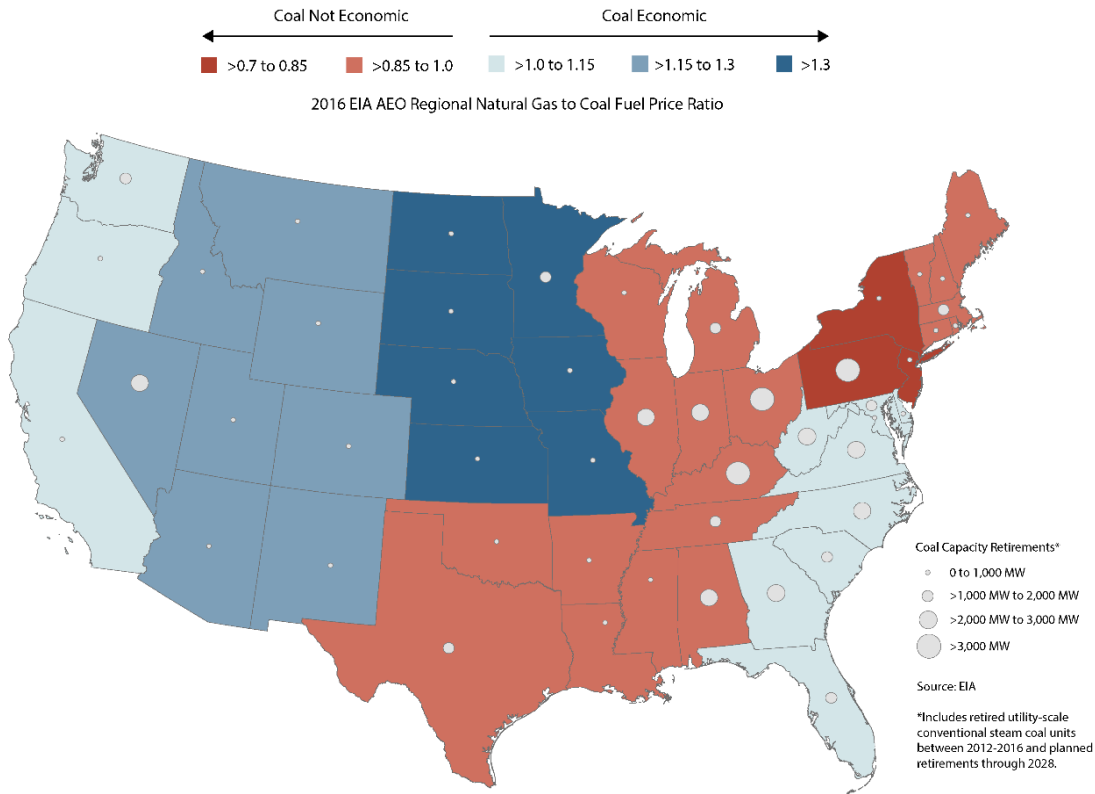 Coal Not Economic
Coal Economic
>0.7 to 0.85
>0.85 to 1.0
>1.0 to 1.15
>1.15 to 1.3
>1.3
2016 EIA AEO Regional Natural Gas to Coal Fuel Price Ratio
Coal Capacity Retirements*
0 to 1,000 MW
>1,000 MW to 2,000 MW
>2,000 MW to 3,000 MW
>3,000 MW
Source: EIA
*Includes retired utility-scale
conventional steam coal units
between 2012-2016 and planned
retirements through 2028.